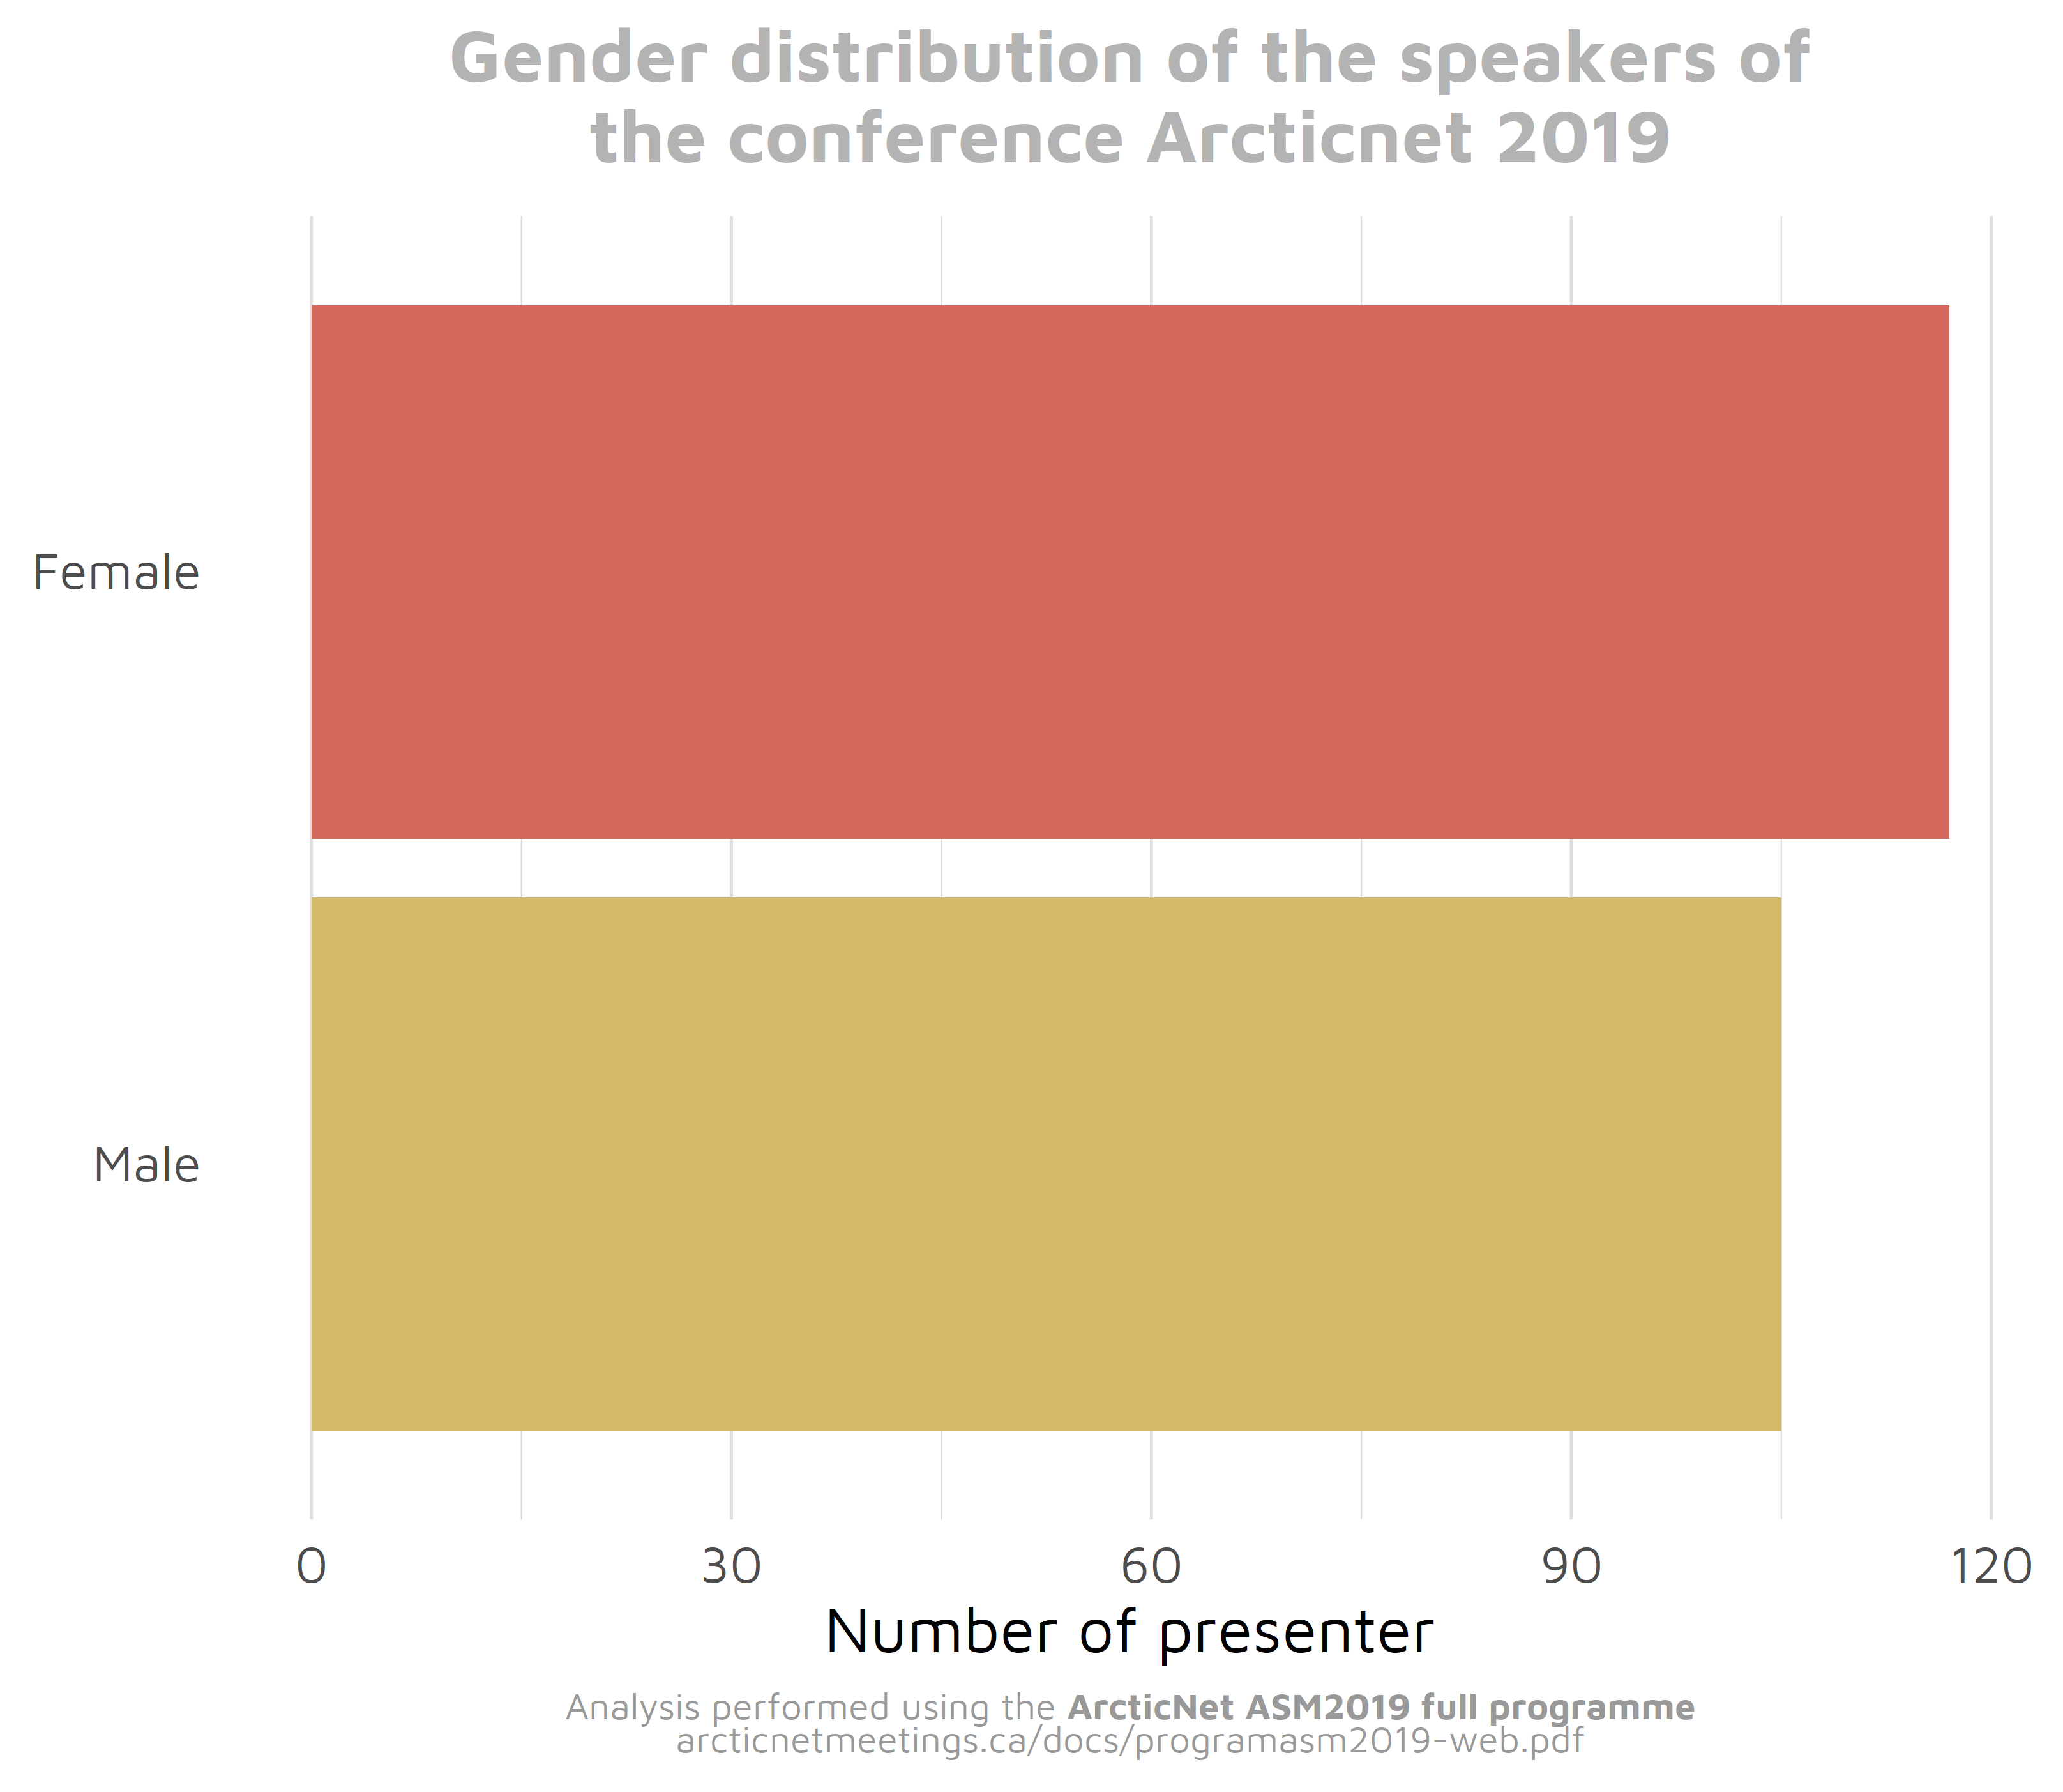 Gender distribution of the speakers of
the conference Arcticnet 2019
Female
Male
0 30 60 90 120
Number of presenter
Analysis performed using the ArcticNet ASM2019 full programme
arcticnetmeetings.ca/docs/programasm2019-web.pdf